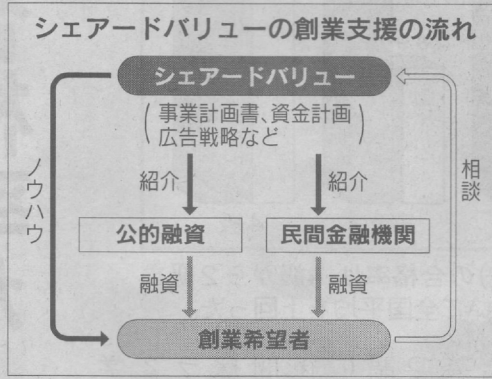 シェアードバリューの創業支援の流れ
シェアードバリュー
(事業計画書、資金計画
広告戦略など)
ノウハウ
紹介
紹介
相談
公的融資
民間金融機関
融資
融資
創業希望者